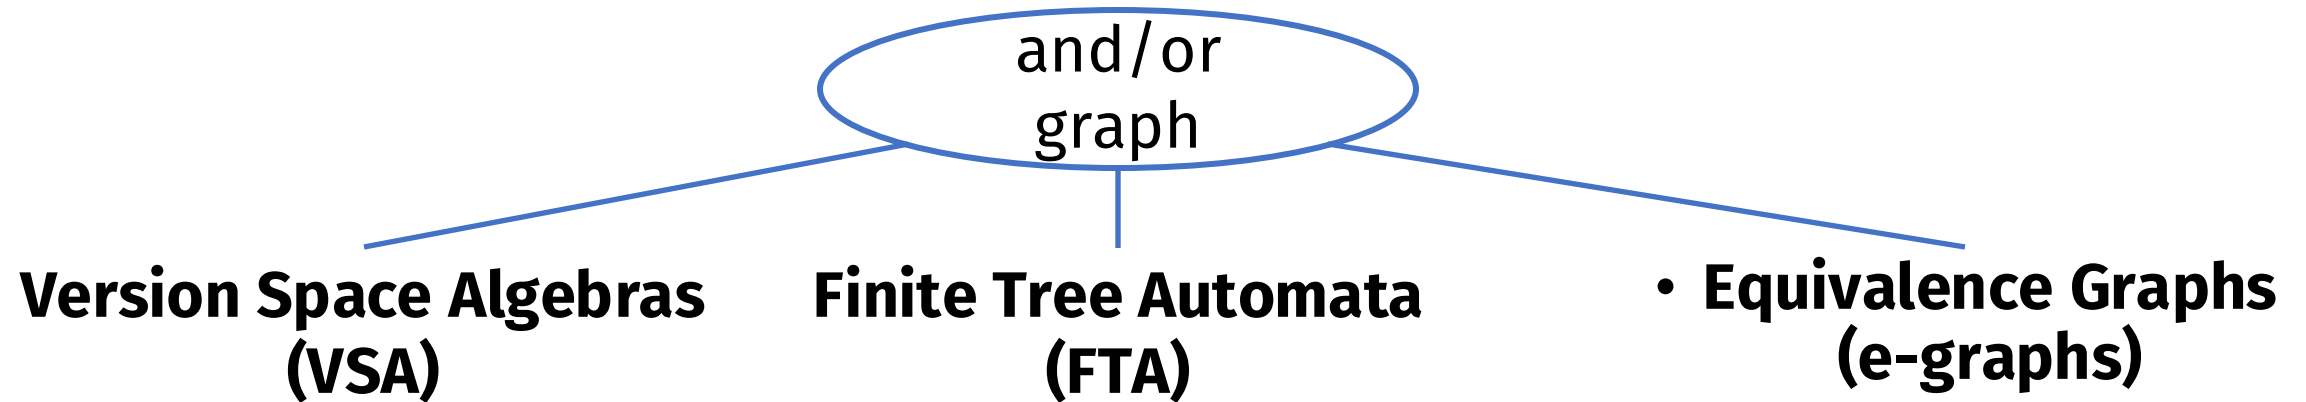 and/or
graph
Version Space Algebras
(VSA)
Finite Tree Automata
(FTA)
• Equivalence Graphs
(e-graphs)